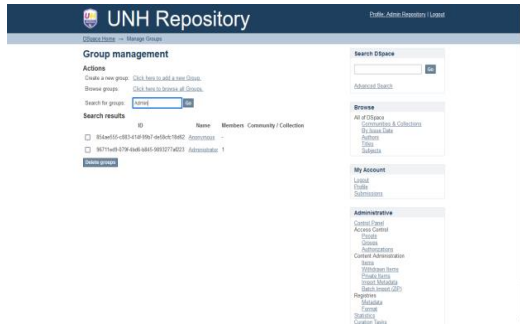 UNH Repository
Profile: Admin Repository | Logout
DSpace Home → Manage Groups
Group management
Actions
Create a new group: Click here to add a new Group.
Browse groups: Click here to browse all Groups.
Search for groups: Go
Search results
ID Name Members Community / Collection
Anonymous -
Administrator 1
Delete groups
Search DSpace
Go
Advanced Search
Browse
All of DSpace
Communities & Collections
By Issue Date
Authors
Titles
Subjects
My Account
Logout
Profile
Submissions
Administrative
Control Panel
Access Control
People
Groups
Authorizations
Content Administration
Items
Withdrawn Items
Private Items
Import Metadata
Batch Import (ZIP)
Registries
Metadata
Format
Statistics
Curation Tasks